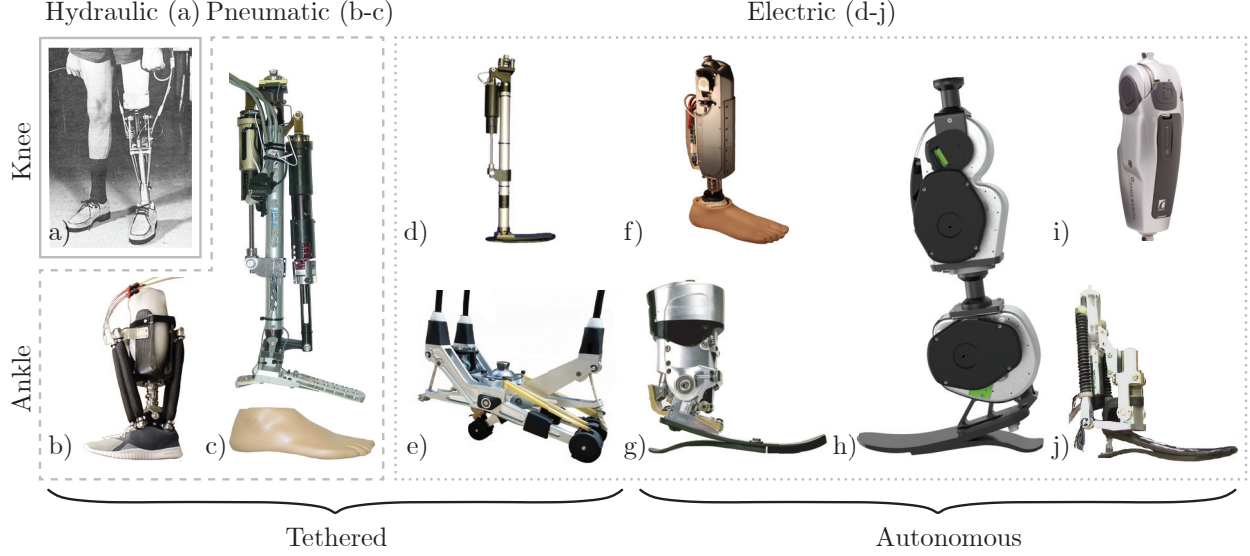 Hydraulic (a)
Pneumatic (b-c)
Electric (d-j)
Knee
Ankle
a)
b)
c)
d)
e)
f)
g)
h)
i)
j)
Tethered
Autonomous